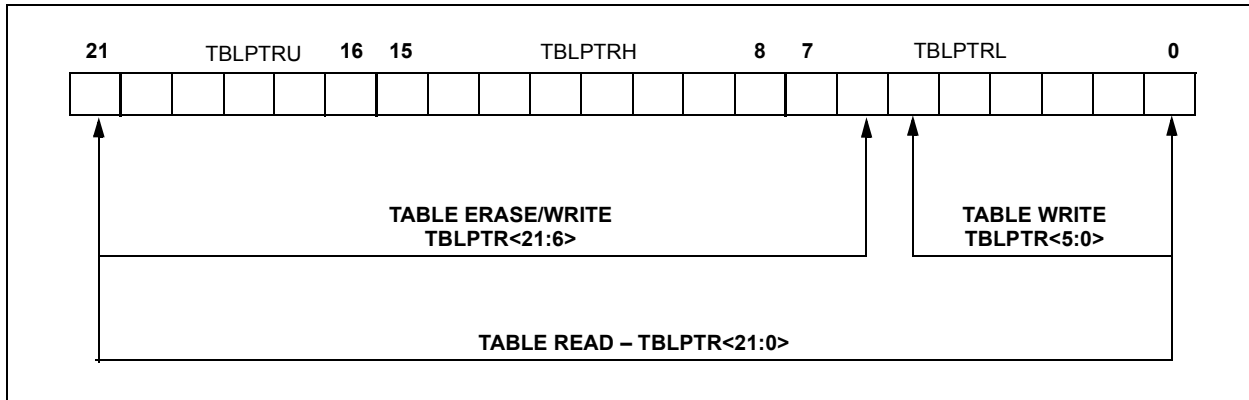 21 TBLPTRU 16 15 TBLPTRH 8 7 TBLPTRL 0
TABLE ERASE/WRITE
TBLPTR<21:6>
TABLE WRITE
TBLPTR<5:0>
TABLE READ – TBLPTR<21:0>